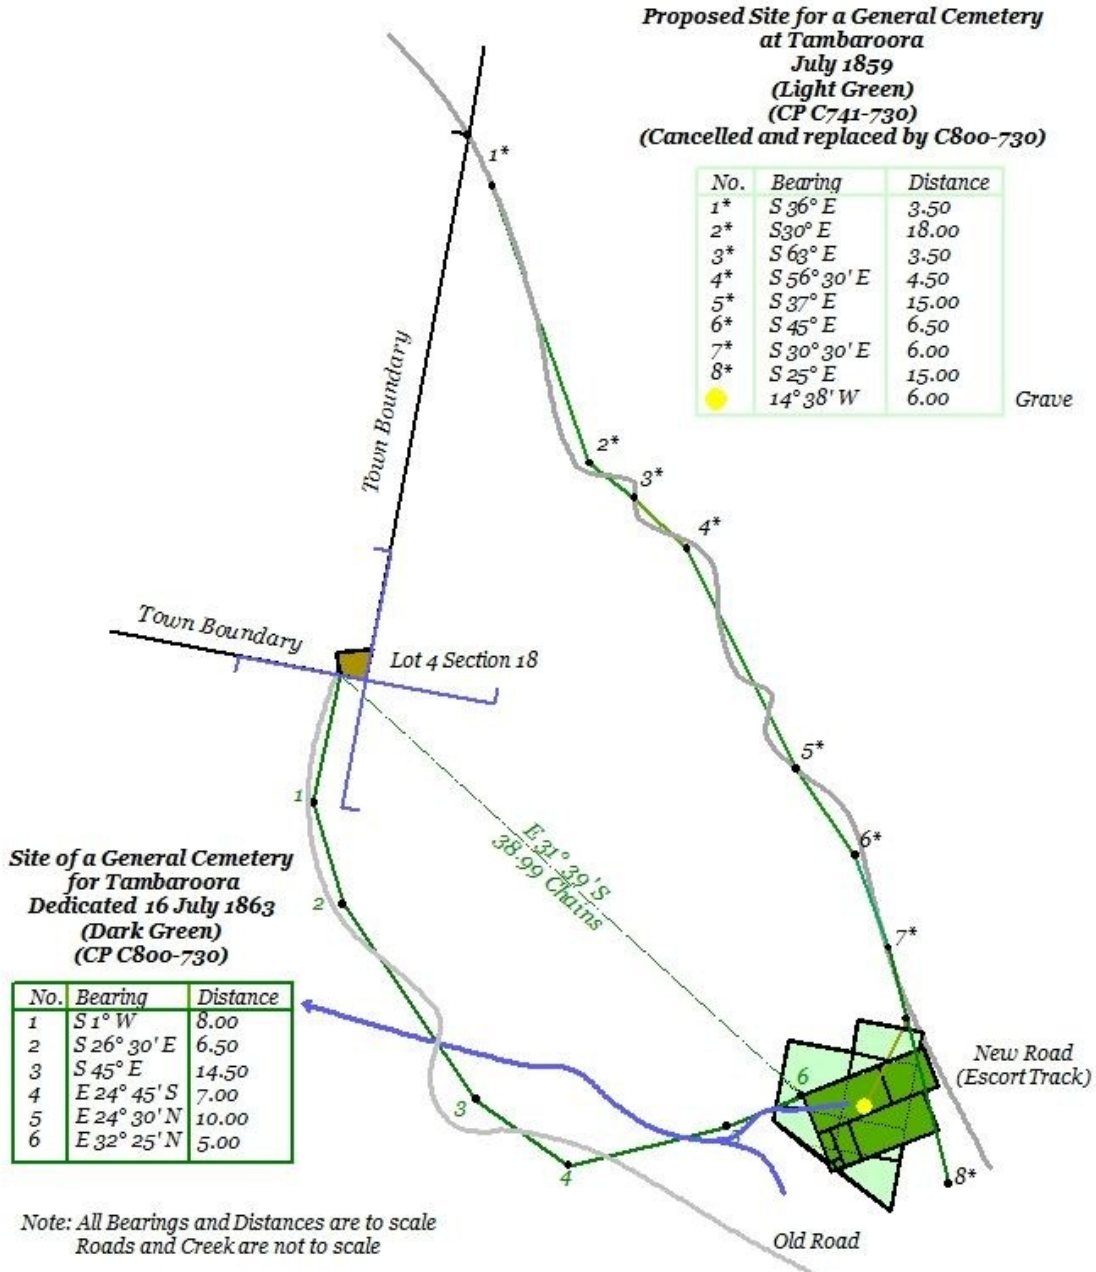 Proposed Site for a General Cemetery
at Tambaroora
July 1859
(Light Green)
(CP C741-730)
(Cancelled and replaced by C800-730)
No. Bearing Distance
1* S 36° E 3.50
2* S30° E 18.00
3* S 63° E 3.50
4* S 56° 30' E 4.50
5* S 37° E 15.00
6* S 45° E 6.50
7* S 30° 30' E 6.00
8* S 25° E 15.00
14° 38' W 6.00 Grave
1*
2*
3*
4*
5*
6*
7*
8*
Town Boundary
Town Boundary
Lot 4 Section 18
E 31° 39' S
38.99 Chains
1
2
3
4
5
6
Site of a General Cemetery
for Tambaroora
Dedicated 16 July 1863
(Dark Green)
(CP C800-730)
No. Bearing Distance
1 S 1° W 8.00
2 S 26° 30' E 6.50
3 S 45° E 14.50
4 E 24° 45' S 7.00
5 E 24° 30' N 10.00
6 E 32° 25' N 5.00
New Road
(Escort Track)
Old Road
Note: All Bearings and Distances are to scale
Roads and Creek are not to scale